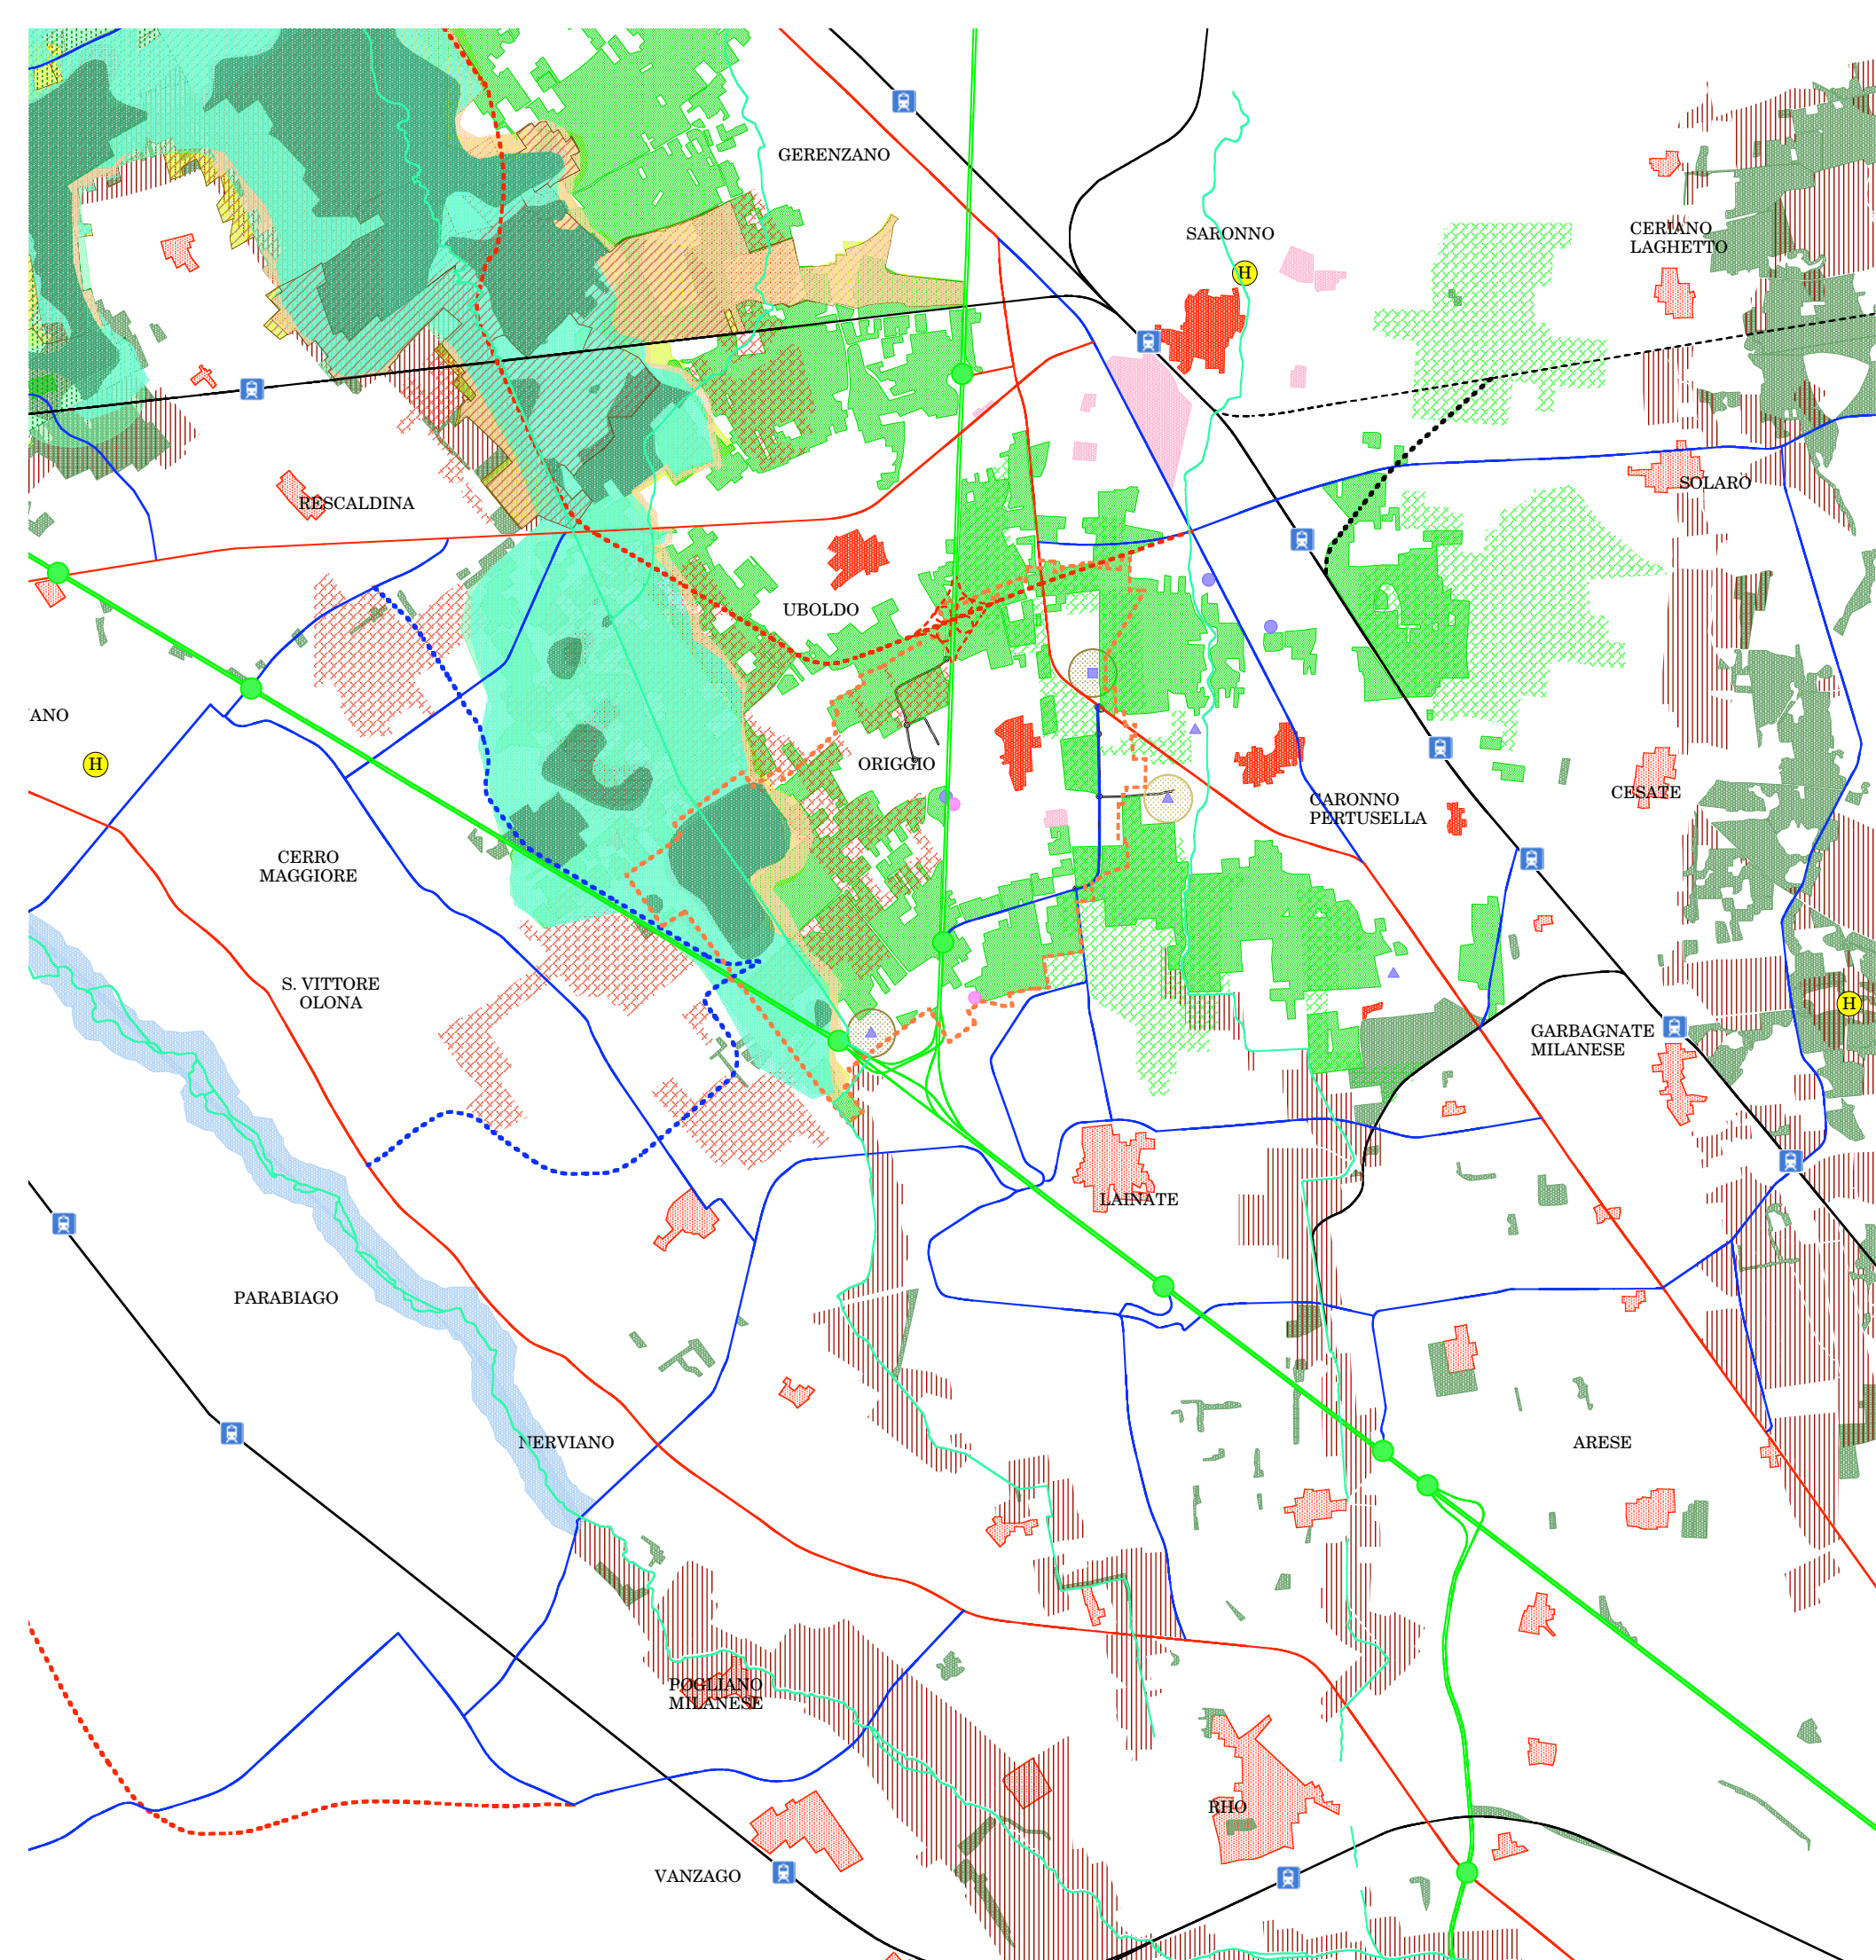 GERENZANO
SARONNO
H
CERIANO
LAGHETTO
SOLARO
RESCALDINA
UBOLDO
IANO
H
ORIGGIO
CARONNO
PERTUSELLA
CESATE
CERRO
MAGGIORE
S. VITTORE
OLONA
H
GARBAGNATE
MILANESE
LAINATE
PARABIAGO
NERVIANO
ARESE
POGLIANO
MILANESE
RHO
VANZAGO